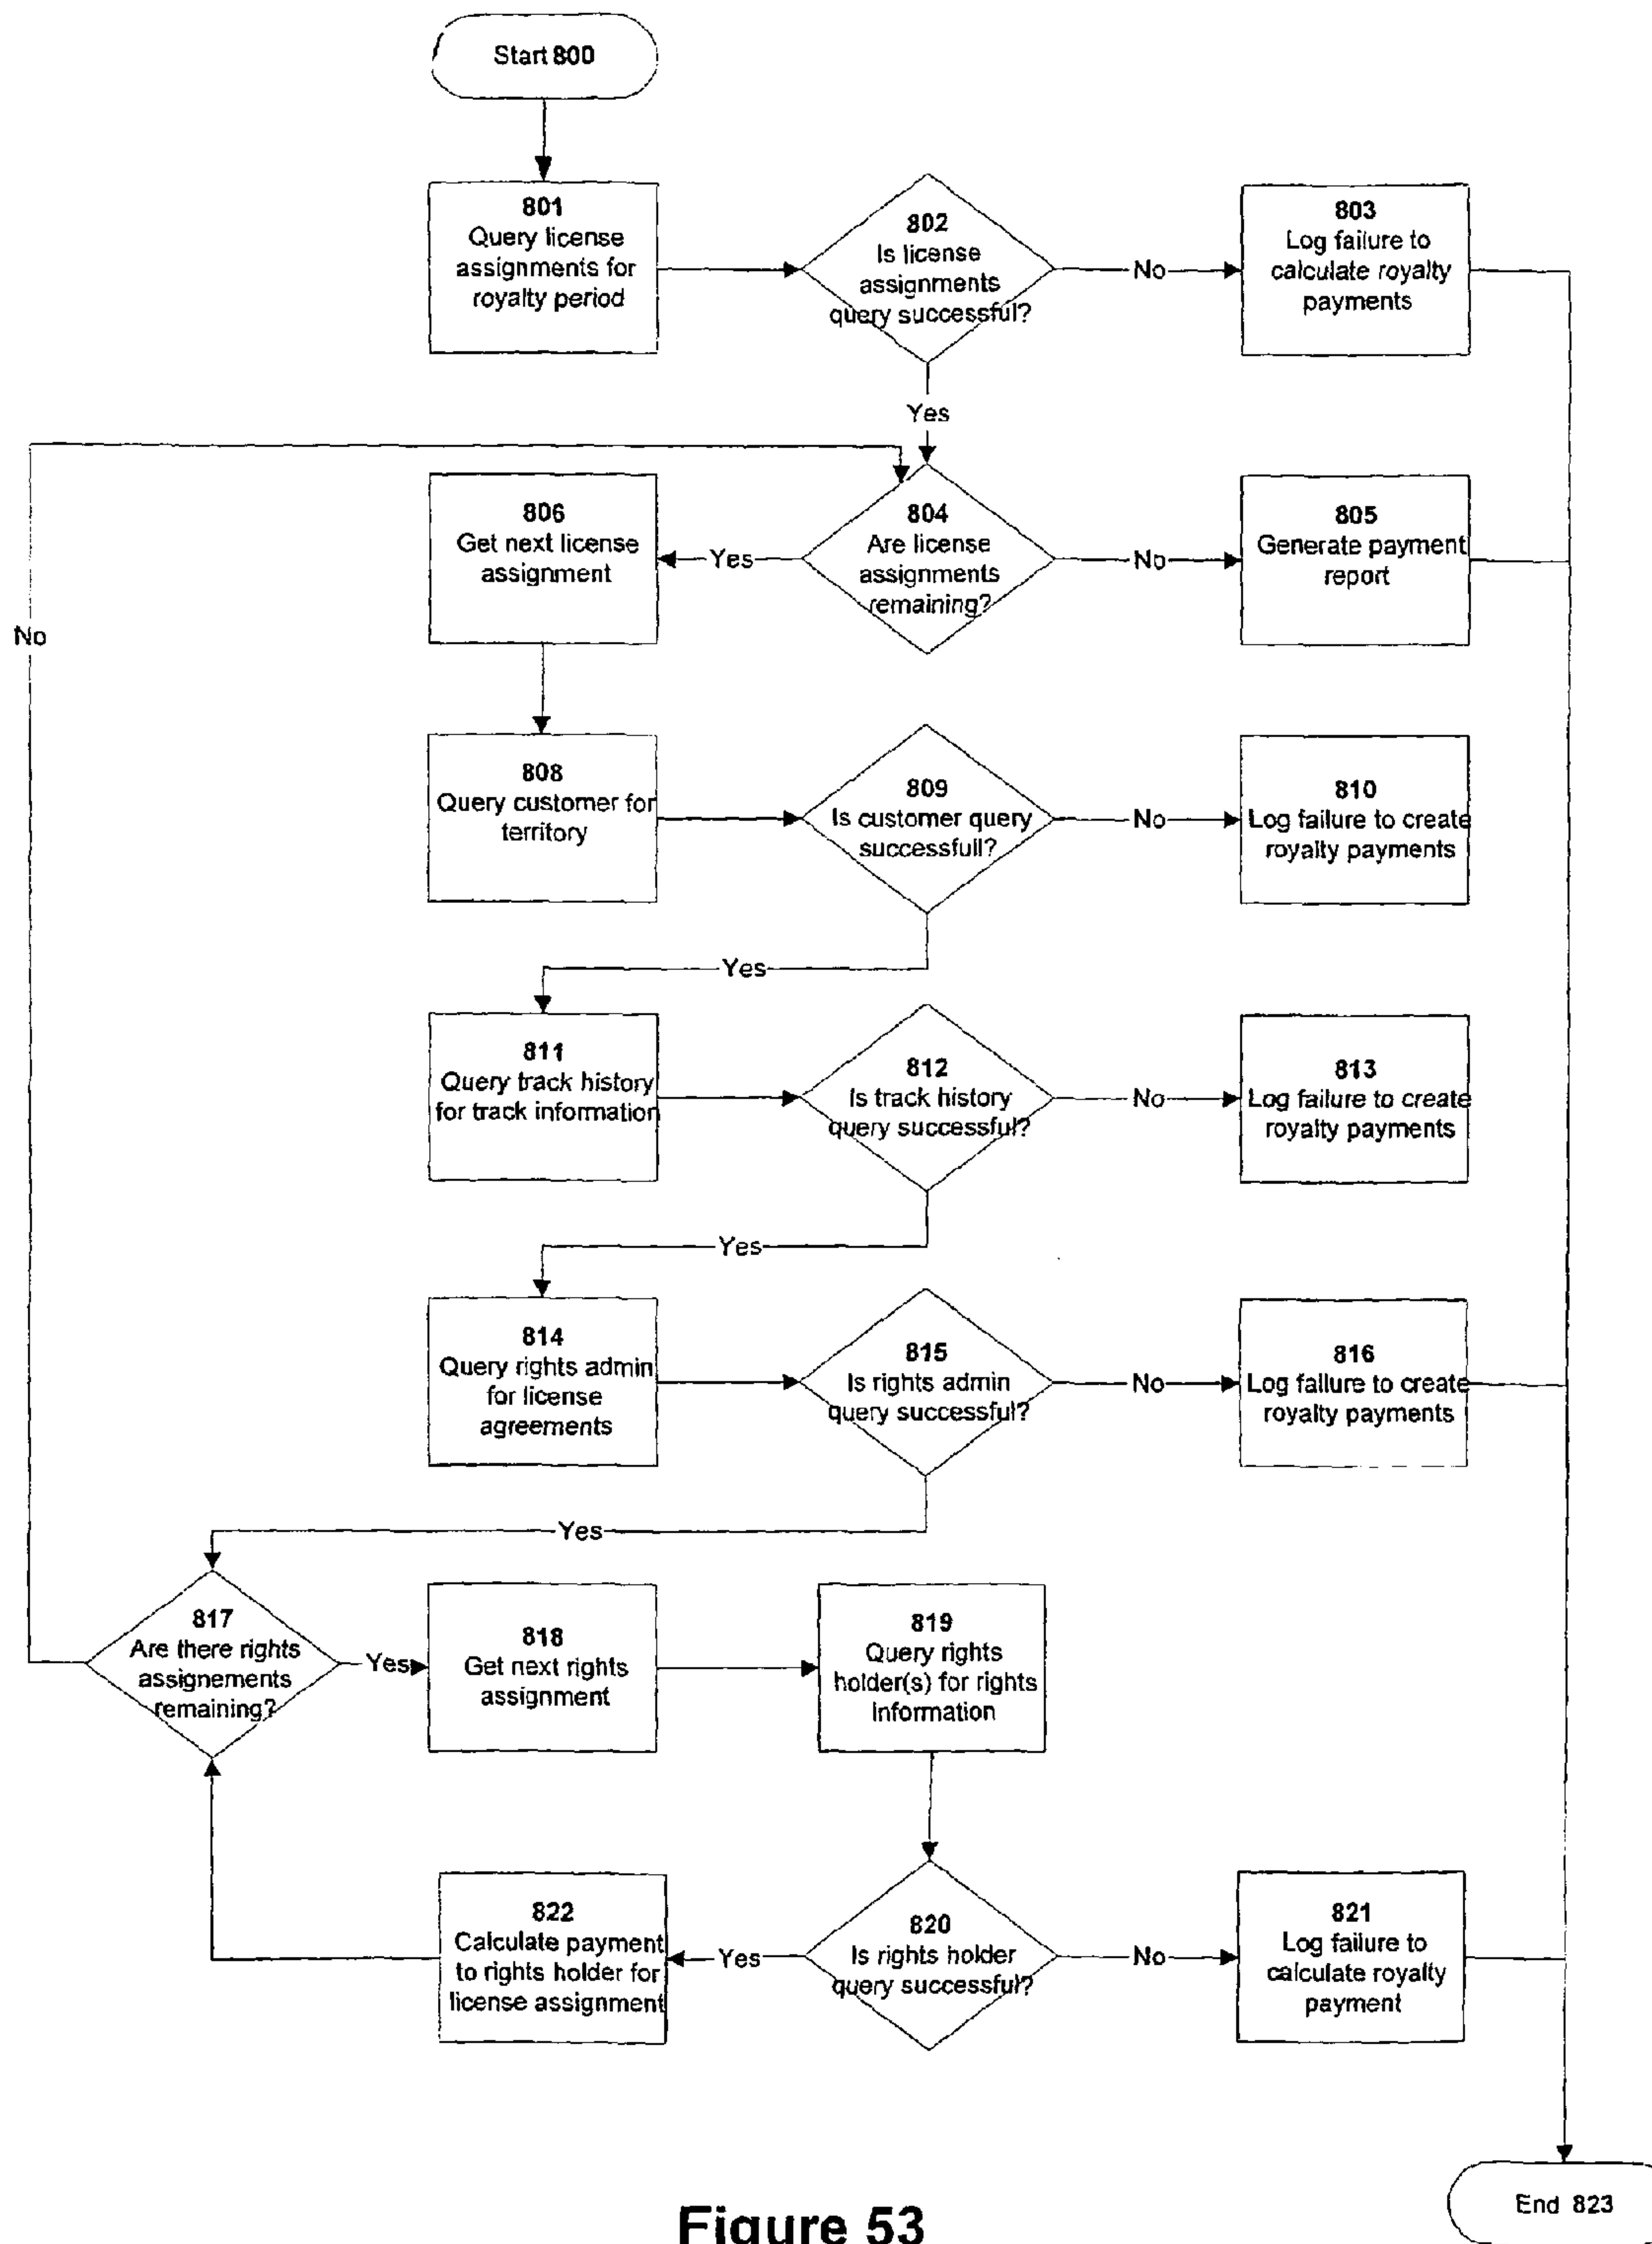 Start 800
801
Query license
assignments for
royalty period
802
Is license
assignments
query successful?
No
803
Log failure to
calculate royalty
payments
Yes
806
Get next license
assignment
Yes
804
Are license
assignments
remaining?
No
805
Generate payment
report
No
808
Query customer for
territory
809
Is customer query
successfull?
No
810
Log failure to create
royalty payments
Yes
811
Query track history
for track information
812
Is track history
query successful?
No
813
Log failure to create
royalty payments
Yes
814
Query rights admin
for license
agreements
815
Is rights admin
query successful?
No
816
Log failure to create
royalty payments
Yes
817
Are there rights
assignements
remaining?
Yes
818
Get next rights
assignment
819
Query rights
holder(s) for rights
information
822
Calculate payment
to rights holder for
license assignment
Yes
820
Is rights holder
query successful?
No
821
Log failure to
calculate royalty
payment
End 823
Figure 53